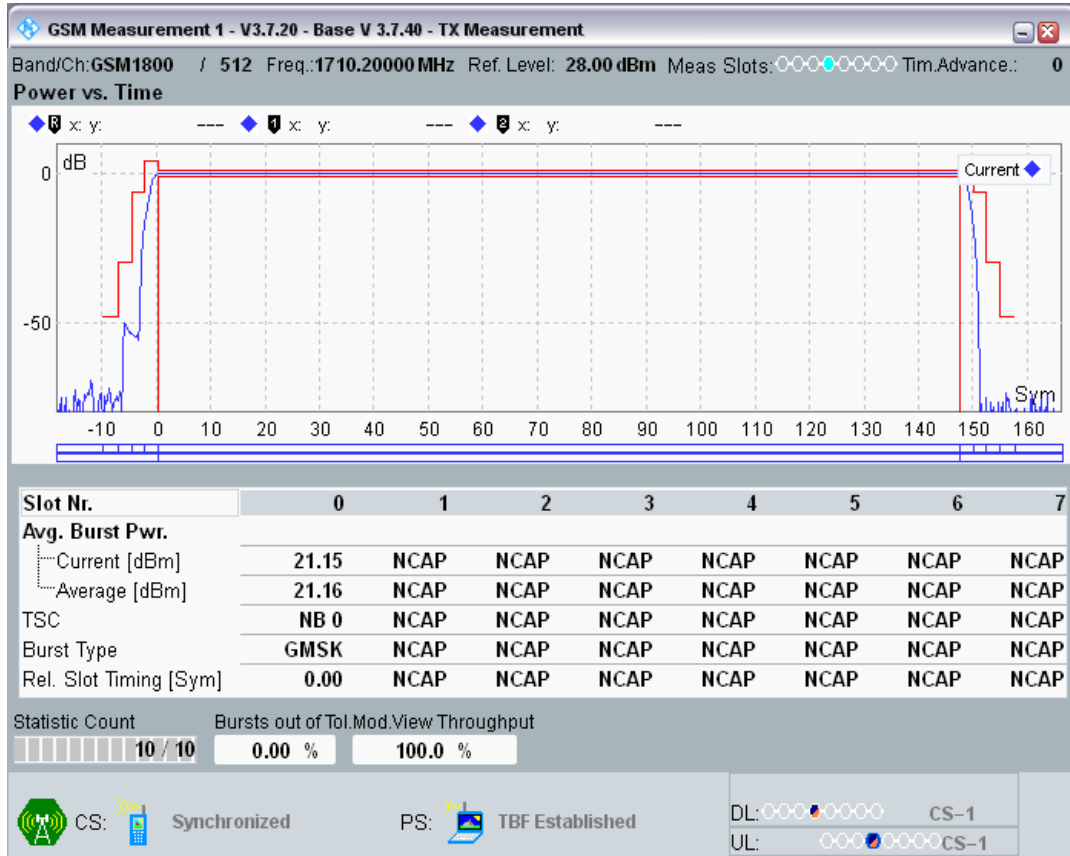 GSM Measurement 1 - V3.7.20 - Base V 3.7.40 - TX Measurement
Band/Ch:GSM1800 / 512 Freq.:1710.20000 MHz Ref. Level: 28.00 dBm Meas Slots: Tim.Advance.: 0
Power vs. Time
R x: y: --- 1 x: y: --- 2 x: y: ---
dB
0
Current
-50
Sym
-10 0 10 20 30 40 50 60 70 80 90 100 110 120 130 140 150 160
Slot Nr. 0 1 2 3 4 5 6 7
Avg. Burst Pwr.
Current [dBm] 21.15 NCAP NCAP NCAP NCAP NCAP NCAP NCAP
Average [dBm] 21.16 NCAP NCAP NCAP NCAP NCAP NCAP NCAP
TSC NB 0 NCAP NCAP NCAP NCAP NCAP NCAP NCAP
Burst Type GMSK NCAP NCAP NCAP NCAP NCAP NCAP NCAP
Rel. Slot Timing [Sym] 0.00 NCAP NCAP NCAP NCAP NCAP NCAP NCAP
Statistic Count Bursts out of Tol. Mod.View Throughput
10 / 10 0.00 % 100.0 %
CS: Synchronized PS: TBF Established DL: CS-1
UL: CS-1